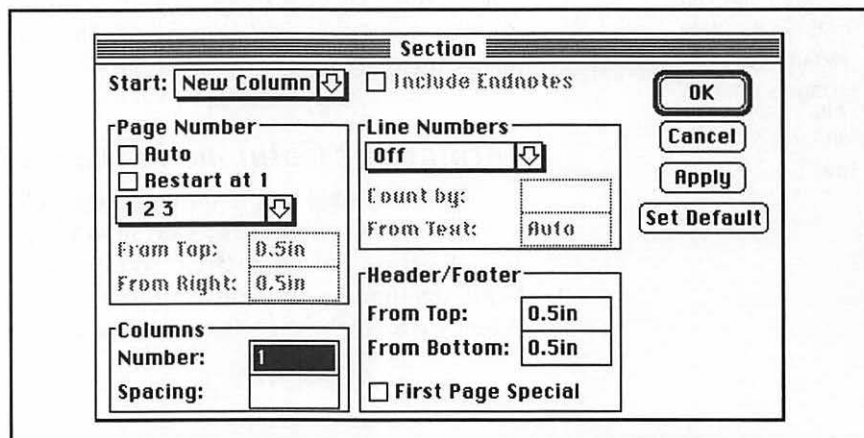 Section
Start: New Column
Include Endnotes
Page Number
Auto
Restart at 1
1 2 3
From Top: 0.5in
From Right: 0.5in
Columns
Number: 1
Spacing:
Line Numbers
Off
Count by:
From Text: Auto
Header/Footer
From Top: 0.5in
From Bottom: 0.5in
First Page Special
OK
Cancel
Apply
Set Default